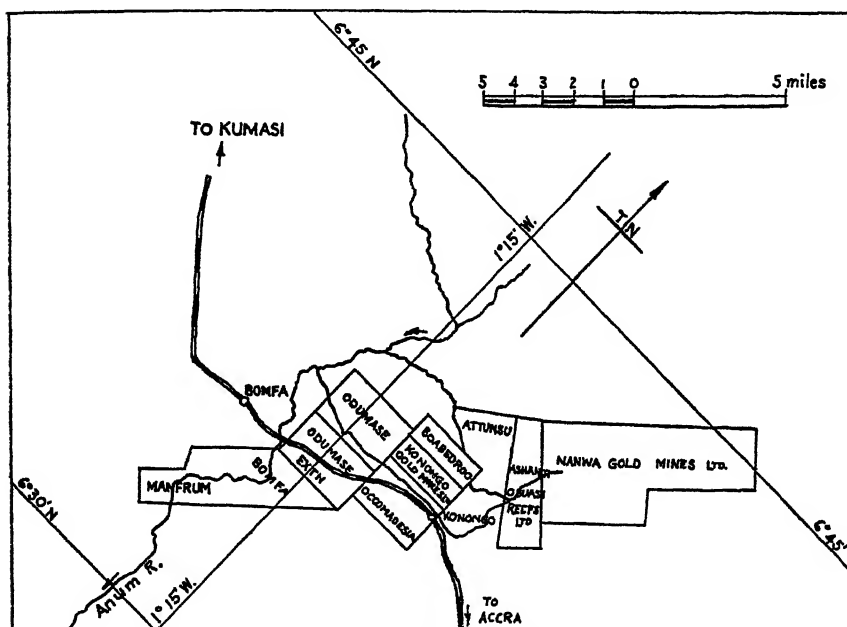 6°45'N
5 4 3 2 1 0 5 miles
TO KUMASI
T N
1°15'W.
BOMFA
ODUMASE
BOABEDROO
ATTUNSU
ODUMASE
EXTN
KONONGO
GOLD MINES
ASHANTI
OBUASI
REEFS
LTD
NANWA GOLD MINES LTD.
MANFRUM
BOMFA
OCCOMADESIA
KONONGO
6°30'N
6°45'
Anum R.
1°15'W.
TO
ACCRA